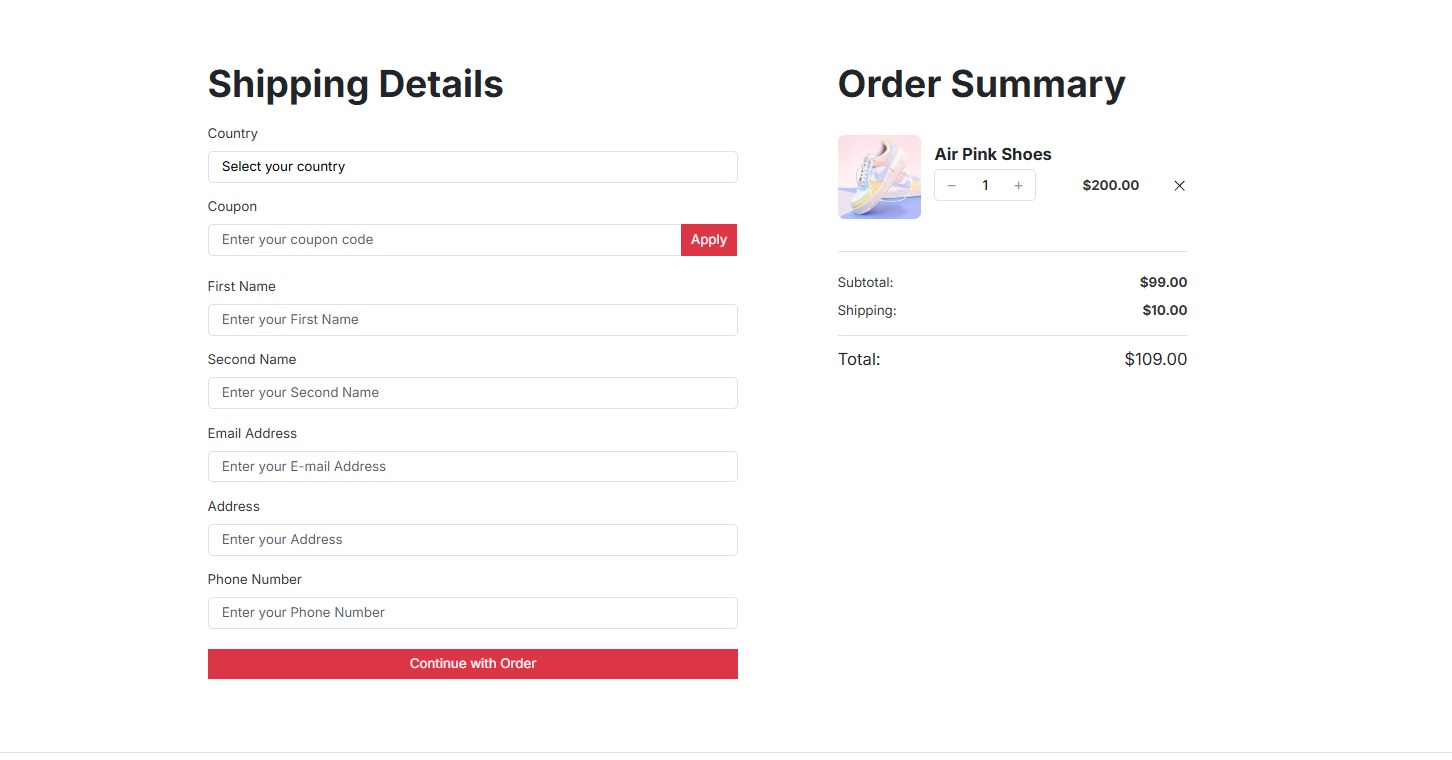 Shipping Details
Country
Select your country
Coupon
Enter your coupon code
Apply
First Name
Enter your First Name
Second Name
Enter your Second Name
Email Address
Enter your E-mail Address
Address
Enter your Address
Phone Number
Enter your Phone Number
Continue with Order
Order Summary
Air Pink Shoes
− 1 + $200.00
Subtotal: $99.00
Shipping: $10.00
Total: $109.00